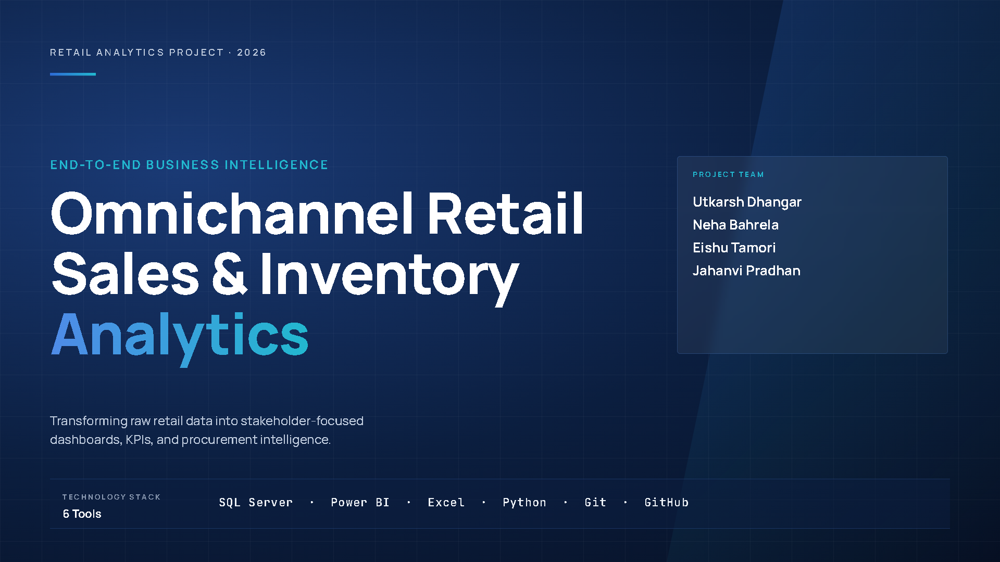 RETAIL ANALYTICS PROJECT · 2026
END-TO-END BUSINESS INTELLIGENCE
Omnichannel Retail
Sales & Inventory
Analytics
Transforming raw retail data into stakeholder-focused
dashboards, KPIs, and procurement intelligence.
PROJECT TEAM
Utkarsh Dhangar
Neha Bahrela
Eishu Tamori
Jahanvi Pradhan
TECHNOLOGY STACK
6 Tools
SQL Server · Power BI · Excel · Python · Git · GitHub